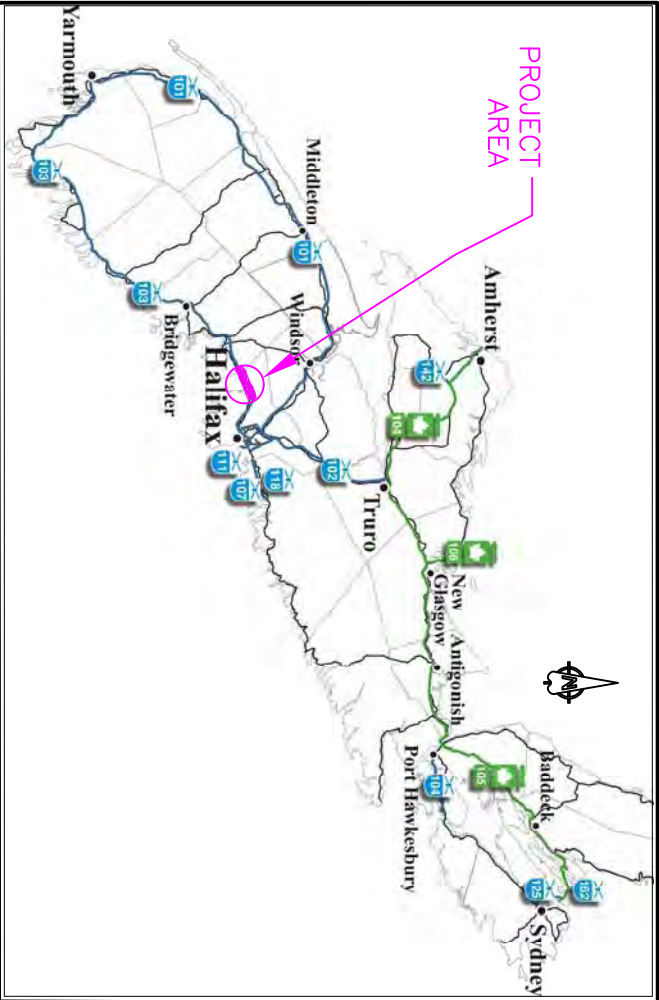 PROJECT
AREA
Amherst
142
104
106
New
Glasgow
Antigonish
Baddeck
105
162
125
Sydney
Port Hawkesbury
104
Truro
102
Middleton
101
Windsor
Halifax
118
107
111
Bridgewater
103
103
101
Yarmouth
N